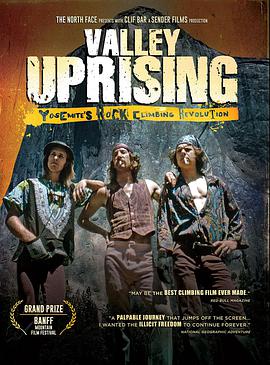 THE NORTH FACE PRESENTS WITH CLIF BAR & SENDER FILMS PRODUCTION
VALLEY
UPRISING
YOSEMITE'S ROCK CLIMBING REVOLUTION
"MAY BE THE BEST CLIMBING FILM EVER MADE."
RED BULL MAGAZINE
GRAND PRIZE
BANFF
MOUNTAIN
FILM FESTIVAL
"A PALPABLE JOURNEY THAT JUMPS OFF THE SCREEN...
I WANTED THE ILLICIT FREEDOM TO CONTINUE FOREVER."
NATIONAL GEOGRAPHIC ADVENTURE